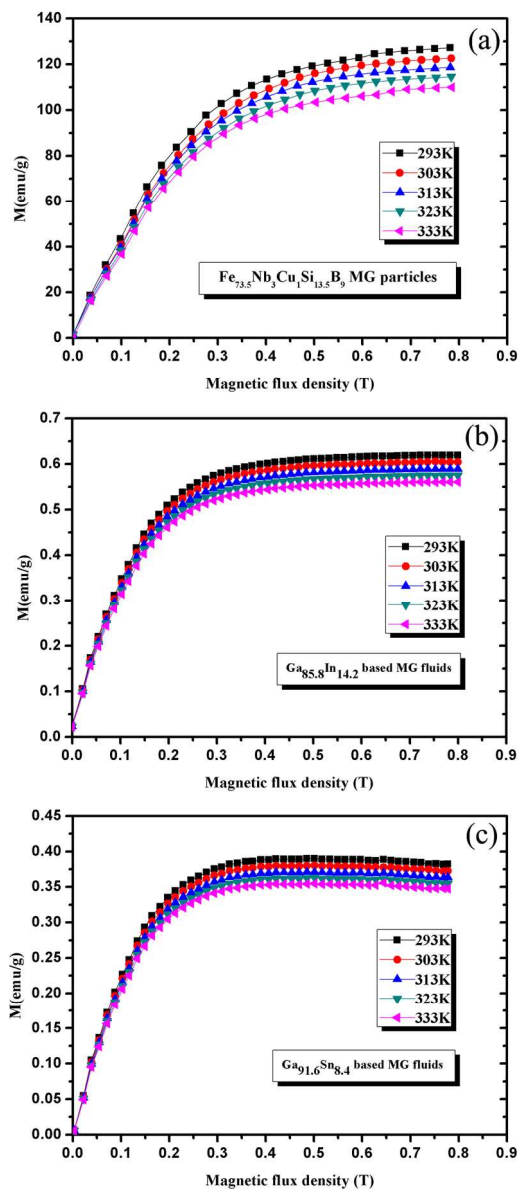 140
(a)
120
100
80
60
40
20
0
M(emu/g)
293K
303K
313K
323K
333K
Fe73.5Nb3Cu1Si13.5B9 MG particles
0.0 0.1 0.2 0.3 0.4 0.5 0.6 0.7 0.8 0.9
Magnetic flux density (T)
0.7
(b)
0.6
0.5
0.4
0.3
0.2
0.1
0.0
M(emu/g)
293K
303K
313K
323K
333K
Ga85.8In14.2 based MG fluids
0.0 0.1 0.2 0.3 0.4 0.5 0.6 0.7 0.8 0.9
Magnetic flux density (T)
0.45
(c)
0.40
0.35
0.30
0.25
0.20
0.15
0.10
0.05
0.00
M(emu/g)
293K
303K
313K
323K
333K
Ga91.6Sn8.4 based MG fluids
0.0 0.1 0.2 0.3 0.4 0.5 0.6 0.7 0.8 0.9
Magnetic flux density (T)